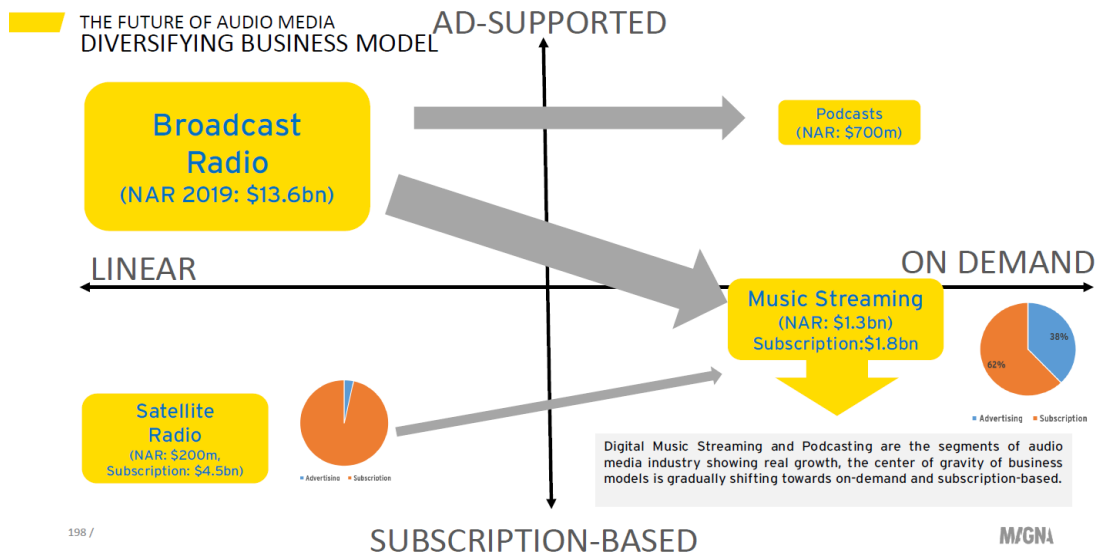 THE FUTURE OF AUDIO MEDIA
DIVERSIFYING BUSINESS MODEL
AD-SUPPORTED
Broadcast
Radio
(NAR 2019: $13.6bn)
Podcasts
(NAR: $700m)
LINEAR
ON DEMAND
Music Streaming
(NAR: $1.3bn)
Subscription:$1.8bn
38%
62%
Advertising Subscription
Satellite
Radio
(NAR: $200m,
Subscription: $4.5bn)
Advertising Subscription
Digital Music Streaming and Podcasting are the segments of audio
media industry showing real growth, the center of gravity of business
models is gradually shifting towards on-demand and subscription-based.
198 /
SUBSCRIPTION-BASED
MAGNA